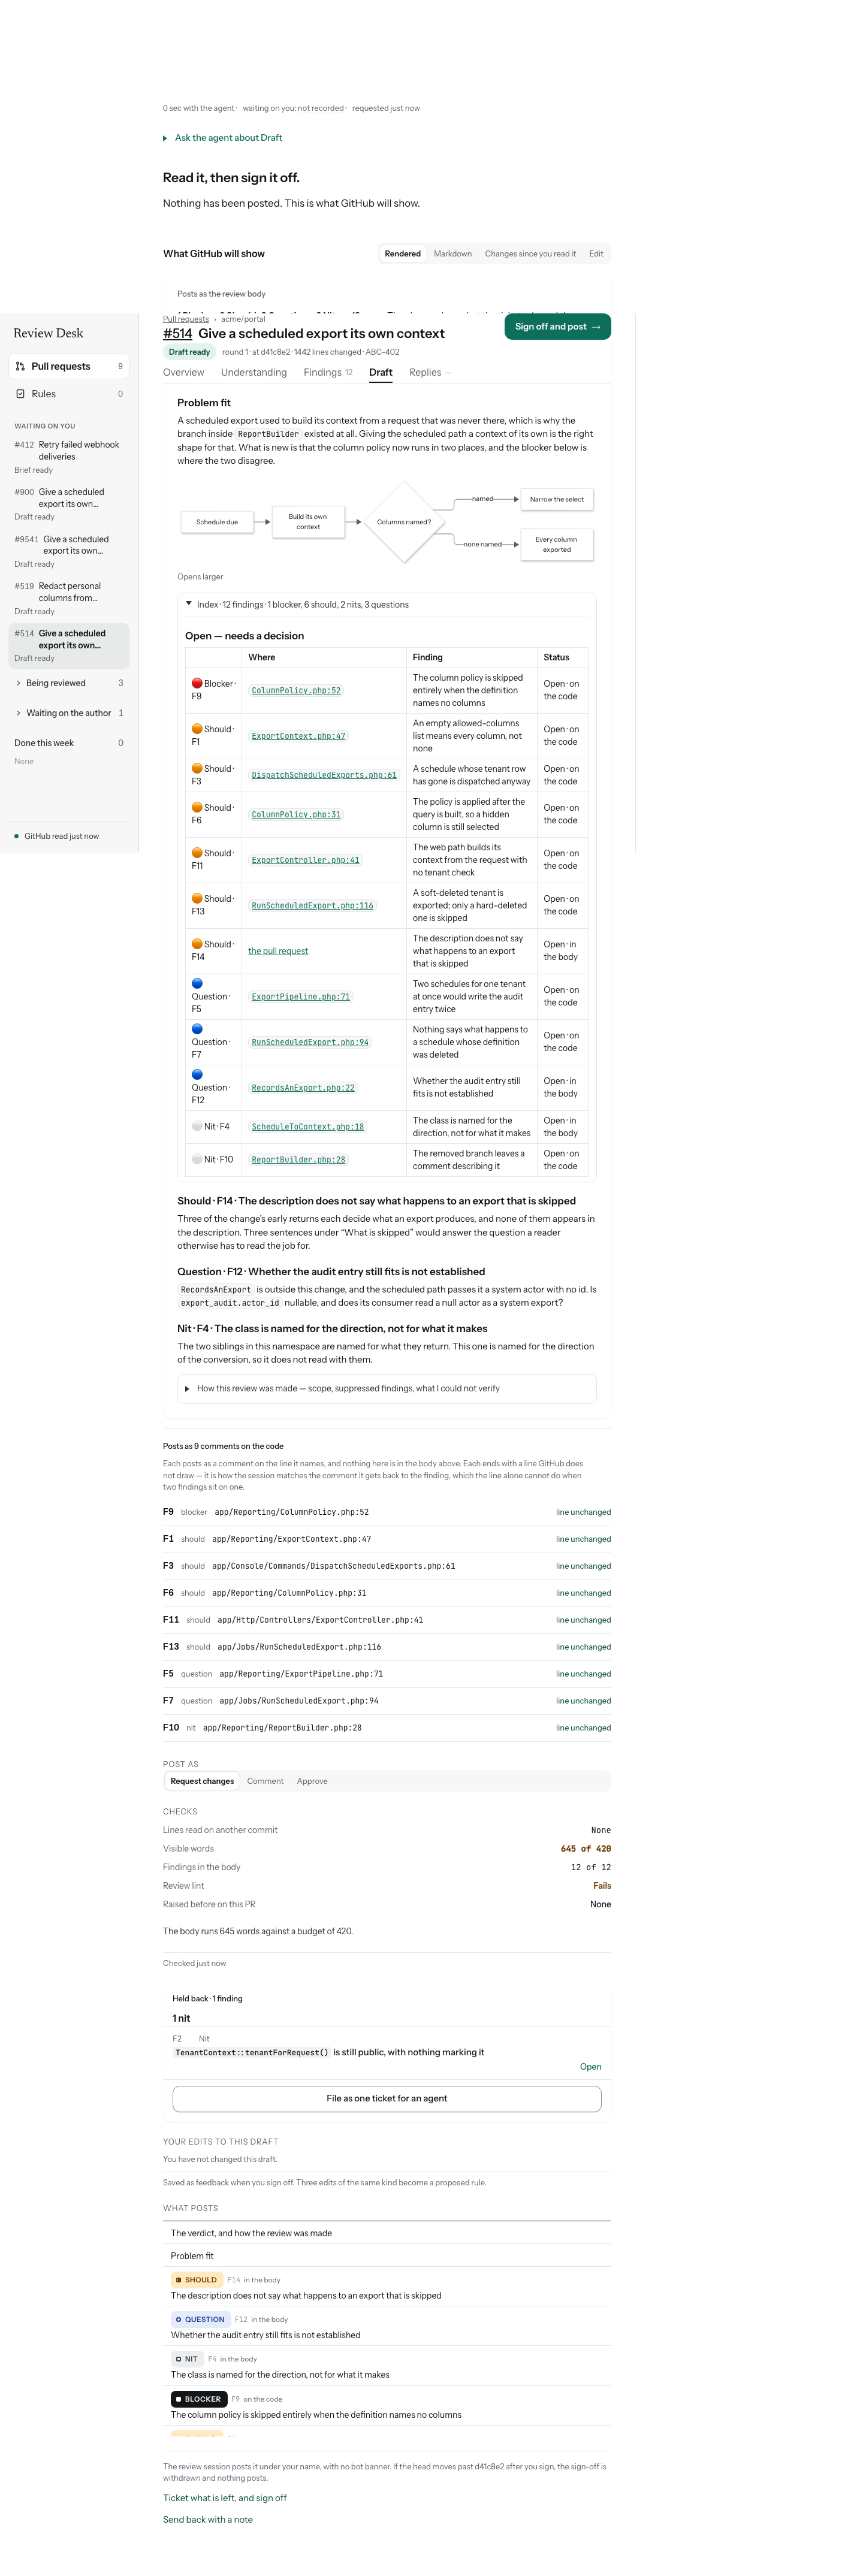 0 sec with the agent · waiting on you: not recorded · requested just now
Ask the agent about Draft
Read it, then sign it off.
Nothing has been posted. This is what GitHub will show.
What GitHub will show
Rendered Markdown Changes since you read it Edit
Posts as the review body
Review Desk
Pull requests 9
Rules 0
WAITING ON YOU
#412 Retry failed webhook
deliveries
Brief ready
#900 Give a scheduled
export its own...
Draft ready
#9541 Give a scheduled
export its own...
Draft ready
#519 Redact personal
columns from...
Draft ready
#514 Give a scheduled
export its own...
Draft ready
Being reviewed 3
Waiting on the author 1
Done this week 0
None
GitHub read just now
Pull requests › acme/portal
#514 Give a scheduled export its own context
Sign off and post →
Draft ready round 1 · at d41c8e2 · 1442 lines changed · ABC-402
Overview Understanding Findings 12 Draft Replies —
Problem fit
A scheduled export used to build its context from a request that was never there, which is why the
branch inside ReportBuilder existed at all. Giving the scheduled path a context of its own is the right
shape for that. What is new is that the column policy now runs in two places, and the blocker below is
where the two disagree.
Schedule due
Build its own
context
Columns named?
named
Narrow the select
none named
Every column
exported
Opens larger
Index · 12 findings · 1 blocker, 6 should, 2 nits, 3 questions
Open — needs a decision
Where Finding Status
Blocker · F9 ColumnPolicy.php:52 The column policy is skipped entirely when the definition names no columns Open · on the code
Should · F1 ExportContext.php:47 An empty allowed-columns list means every column, not none Open · on the code
Should · F3 DispatchScheduledExports.php:61 A schedule whose tenant row has gone is dispatched anyway Open · on the code
Should · F6 ColumnPolicy.php:31 The policy is applied after the query is built, so a hidden column is still selected Open · on the code
Should · F11 ExportController.php:41 The web path builds its context from the request with no tenant check Open · on the code
Should · F13 RunScheduledExport.php:116 A soft-deleted tenant is exported; only a hard-deleted one is skipped Open · on the code
Should · F14 the pull request The description does not say what happens to an export that is skipped Open · in the body
Question · F5 ExportPipeline.php:71 Two schedules for one tenant at once would write the audit entry twice Open · on the code
Question · F7 RunScheduledExport.php:94 Nothing says what happens to a schedule whose definition was deleted Open · on the code
Question · F12 RecordsAnExport.php:22 Whether the audit entry still fits is not established Open · in the body
Nit · F4 ScheduleToContext.php:18 The class is named for the direction, not for what it makes Open · in the body
Nit · F10 ReportBuilder.php:28 The removed branch leaves a comment describing it Open · on the code
Should · F14 · The description does not say what happens to an export that is skipped
Three of the change's early returns each decide what an export produces, and none of them appears in
the description. Three sentences under “What is skipped” would answer the question a reader
otherwise has to read the job for.
Question · F12 · Whether the audit entry still fits is not established
RecordsAnExport is outside this change, and the scheduled path passes it a system actor with no id. Is
export_audit.actor_id nullable, and does its consumer read a null actor as a system export?
Nit · F4 · The class is named for the direction, not for what it makes
The two siblings in this namespace are named for what they return. This one is named for the direction
of the conversion, so it does not read with them.
How this review was made — scope, suppressed findings, what I could not verify
Posts as 9 comments on the code
Each posts as a comment on the line it names, and nothing here is in the body above. Each ends with a line GitHub does
not draw — it is how the session matches the comment it gets back to the finding, which the line alone cannot do when
two findings sit on one.
F9 blocker app/Reporting/ColumnPolicy.php:52 line unchanged
F1 should app/Reporting/ExportContext.php:47 line unchanged
F3 should app/Console/Commands/DispatchScheduledExports.php:61 line unchanged
F6 should app/Reporting/ColumnPolicy.php:31 line unchanged
F11 should app/Http/Controllers/ExportController.php:41 line unchanged
F13 should app/Jobs/RunScheduledExport.php:116 line unchanged
F5 question app/Reporting/ExportPipeline.php:71 line unchanged
F7 question app/Jobs/RunScheduledExport.php:94 line unchanged
F10 nit app/Reporting/ReportBuilder.php:28 line unchanged
POST AS
Request changes Comment Approve
CHECKS
Lines read on another commit None
Visible words 645 of 420
Findings in the body 12 of 12
Review lint Fails
Raised before on this PR None
The body runs 645 words against a budget of 420.
Checked just now
Held back · 1 finding
1 nit
F2 Nit
TenantContext::tenantForRequest() is still public, with nothing marking it
Open
File as one ticket for an agent
YOUR EDITS TO THIS DRAFT
You have not changed this draft.
Saved as feedback when you sign off. Three edits of the same kind become a proposed rule.
WHAT POSTS
The verdict, and how the review was made
Problem fit
SHOULD F14 in the body
The description does not say what happens to an export that is skipped
QUESTION F12 in the body
Whether the audit entry still fits is not established
NIT F4 in the body
The class is named for the direction, not for what it makes
BLOCKER F9 on the code
The column policy is skipped entirely when the definition names no columns
The review session posts it under your name, with no bot banner. If the head moves past d41c8e2 after you sign, the sign-off is
withdrawn and nothing posts.
Ticket what is left, and sign off
Send back with a note